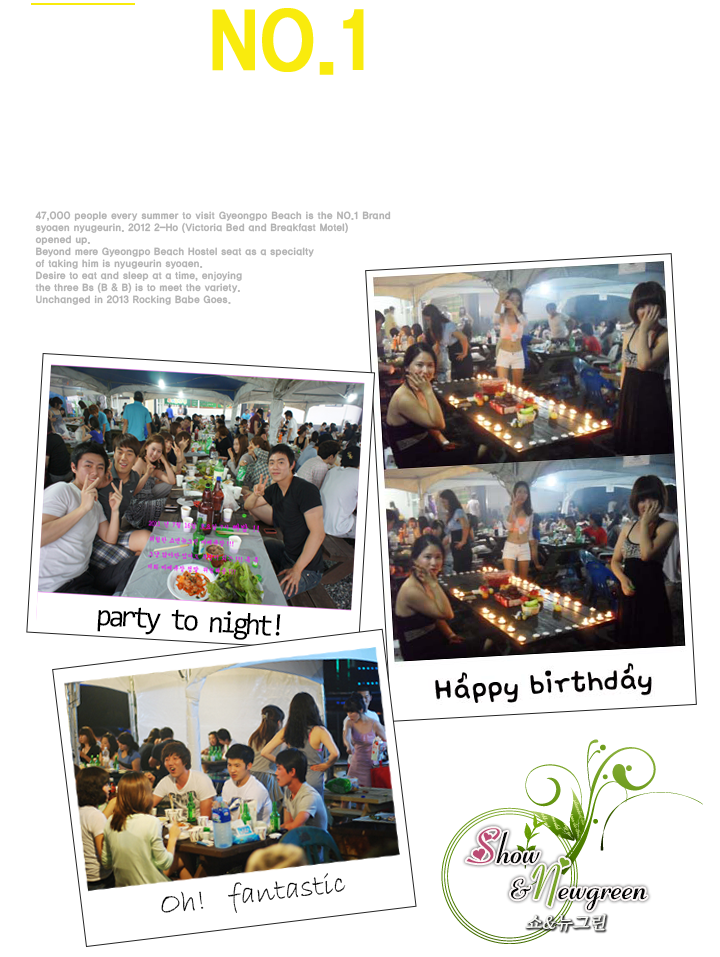 NO.1
47,000 people every summer to visit Gyeongpo Beach is the NO.1 Brand
syoaen nyugeurin. 2012 2-Ho (Victoria Bed and Breakfast Motel)
opened up.
Beyond mere Gyeongpo Beach Hostel seat as a specialty
of taking him is nyugeurin syoaen.
Desire to eat and sleep at a time, enjoying
the three Bs (B & B) is to meet the variety.
Unchanged in 2013 Rocking Babe Goes.
party to night!
Happy birthday
Oh! fantastic
Show
&Newgreen
쇼&뉴그린